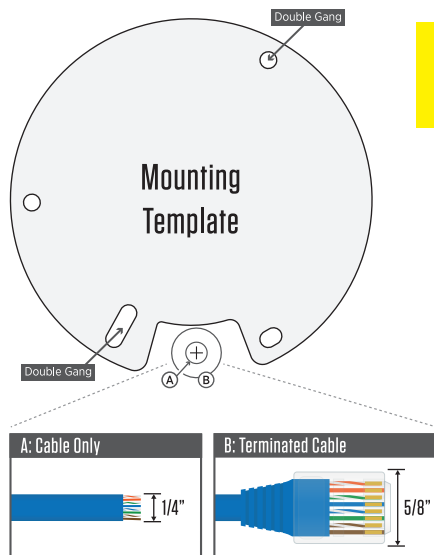 Double Gang
Mounting
Template
Double Gang
A
B
A: Cable Only
B: Terminated Cable
1/4”
5/8”